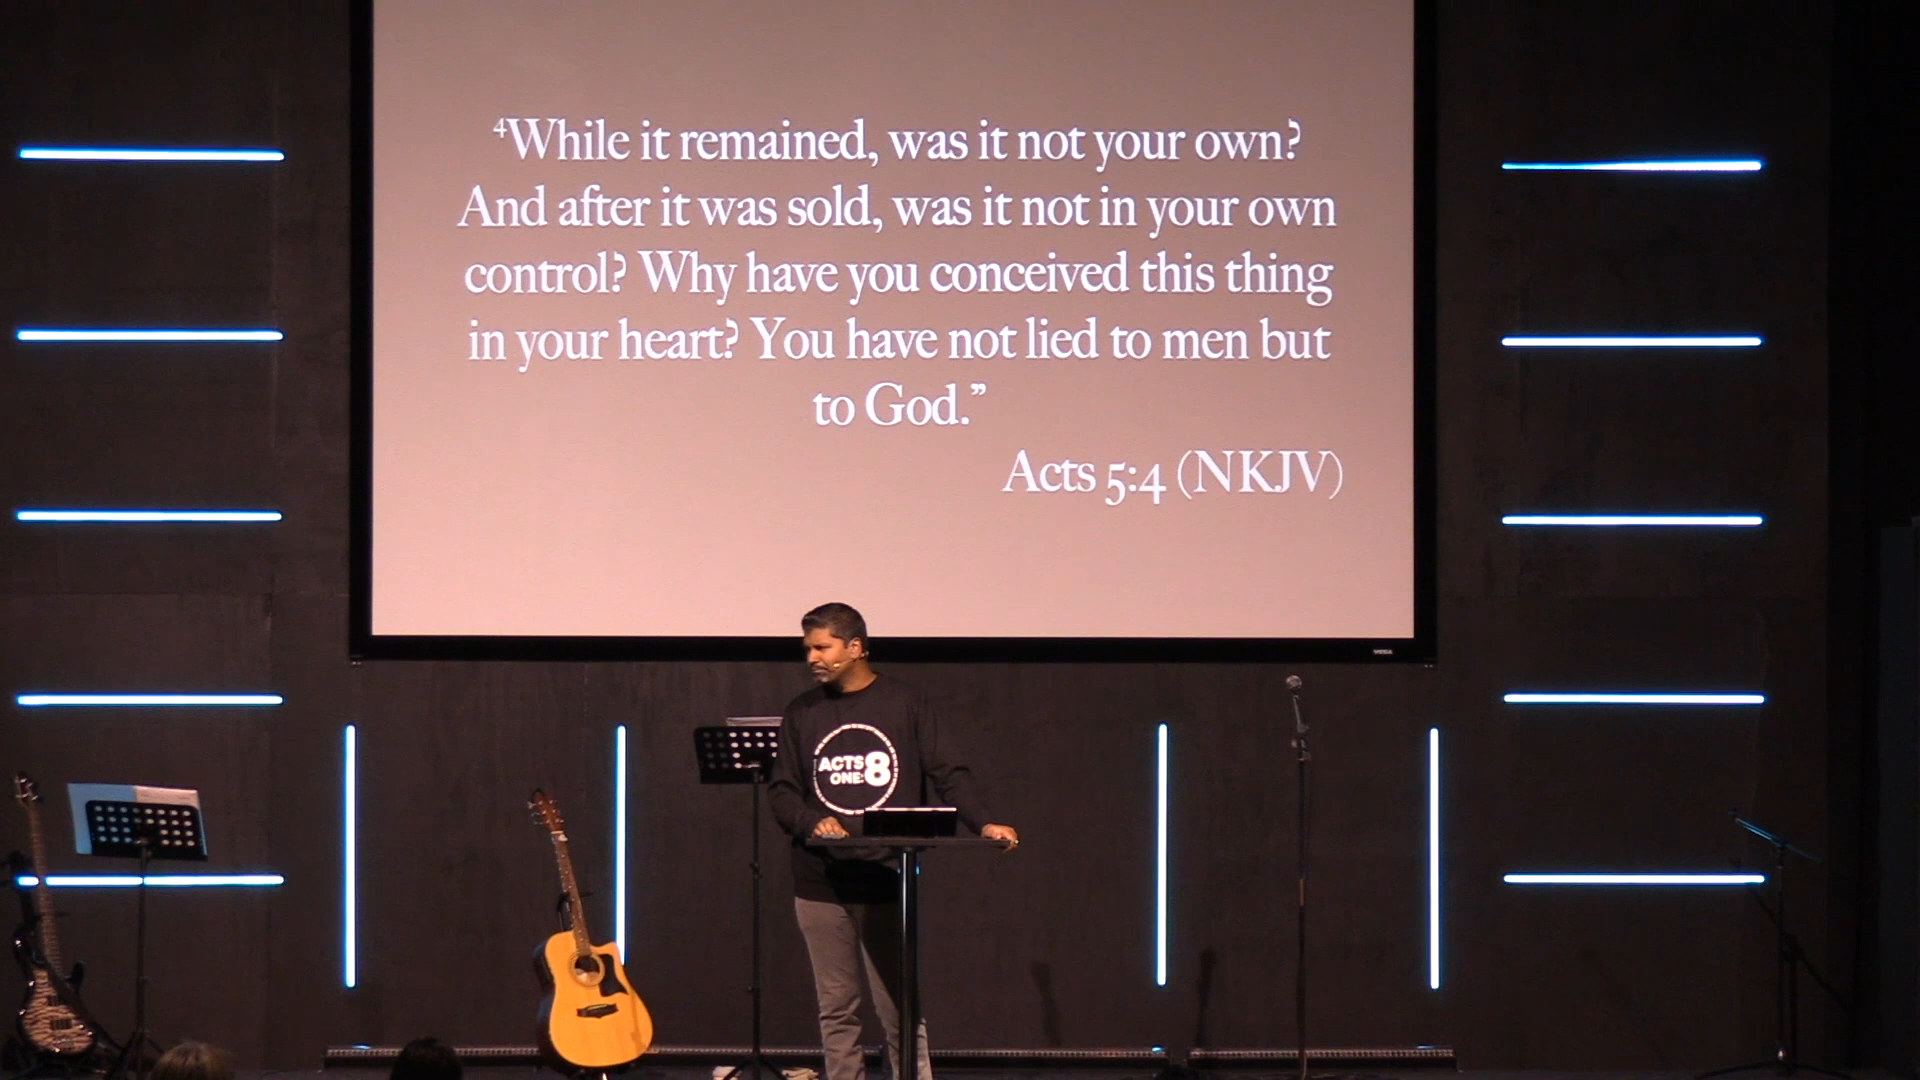 ⁴While it remained, was it not your own?
And after it was sold, was it not in your own
control? Why have you conceived this thing
in your heart? You have not lied to men but
to God.”
Acts 5:4 (NKJV)
ACTS
ONE:8